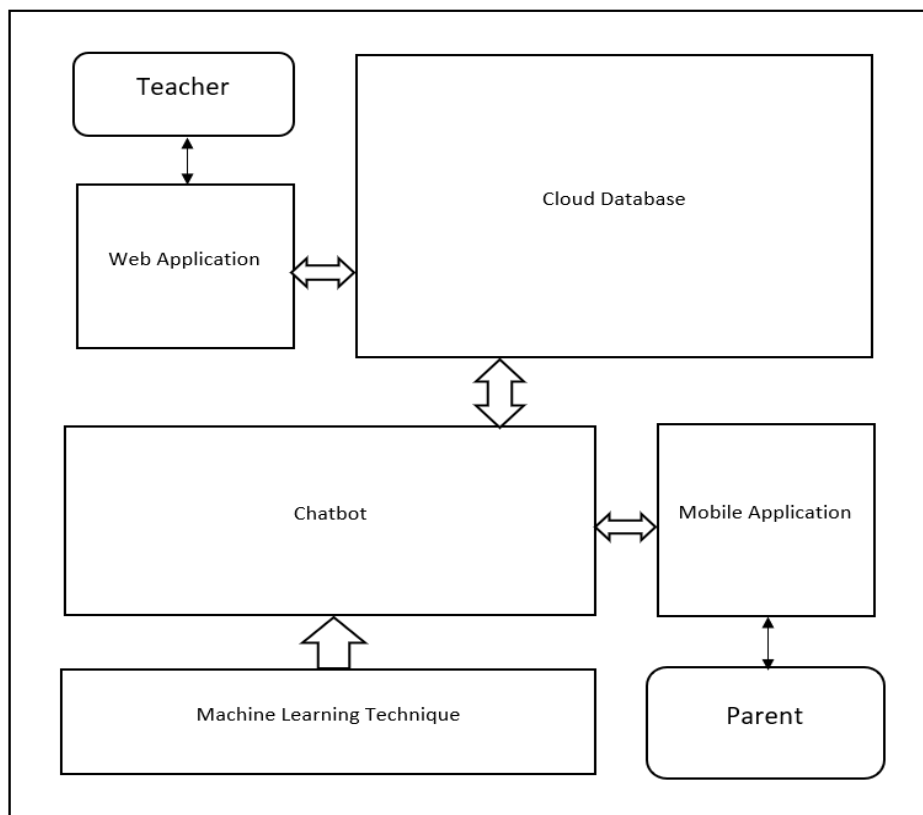 Teacher
Cloud Database
Web Application
Chatbot
Mobile Application
Machine Learning Technique
Parent